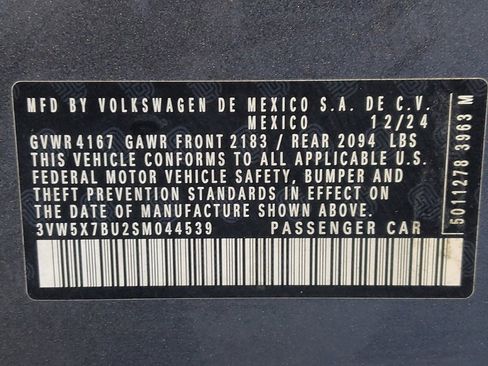 MFD BY VOLKSWAGEN DE MEXICO S.A. DE C.V.
MEXICO 12/24
GVWR 4167 GAWR FRONT 2183 / REAR 2094 LBS
THIS VEHICLE CONFORMS TO ALL APPLICABLE U.S.
FEDERAL MOTOR VEHICLE SAFETY, BUMPER AND
THEFT PREVENTION STANDARDS IN EFFECT ON
THE DATE OF MANUFACTURE SHOWN ABOVE.
3VW5X7BU2SM044539 PASSENGER CAR
5011278 3963 M